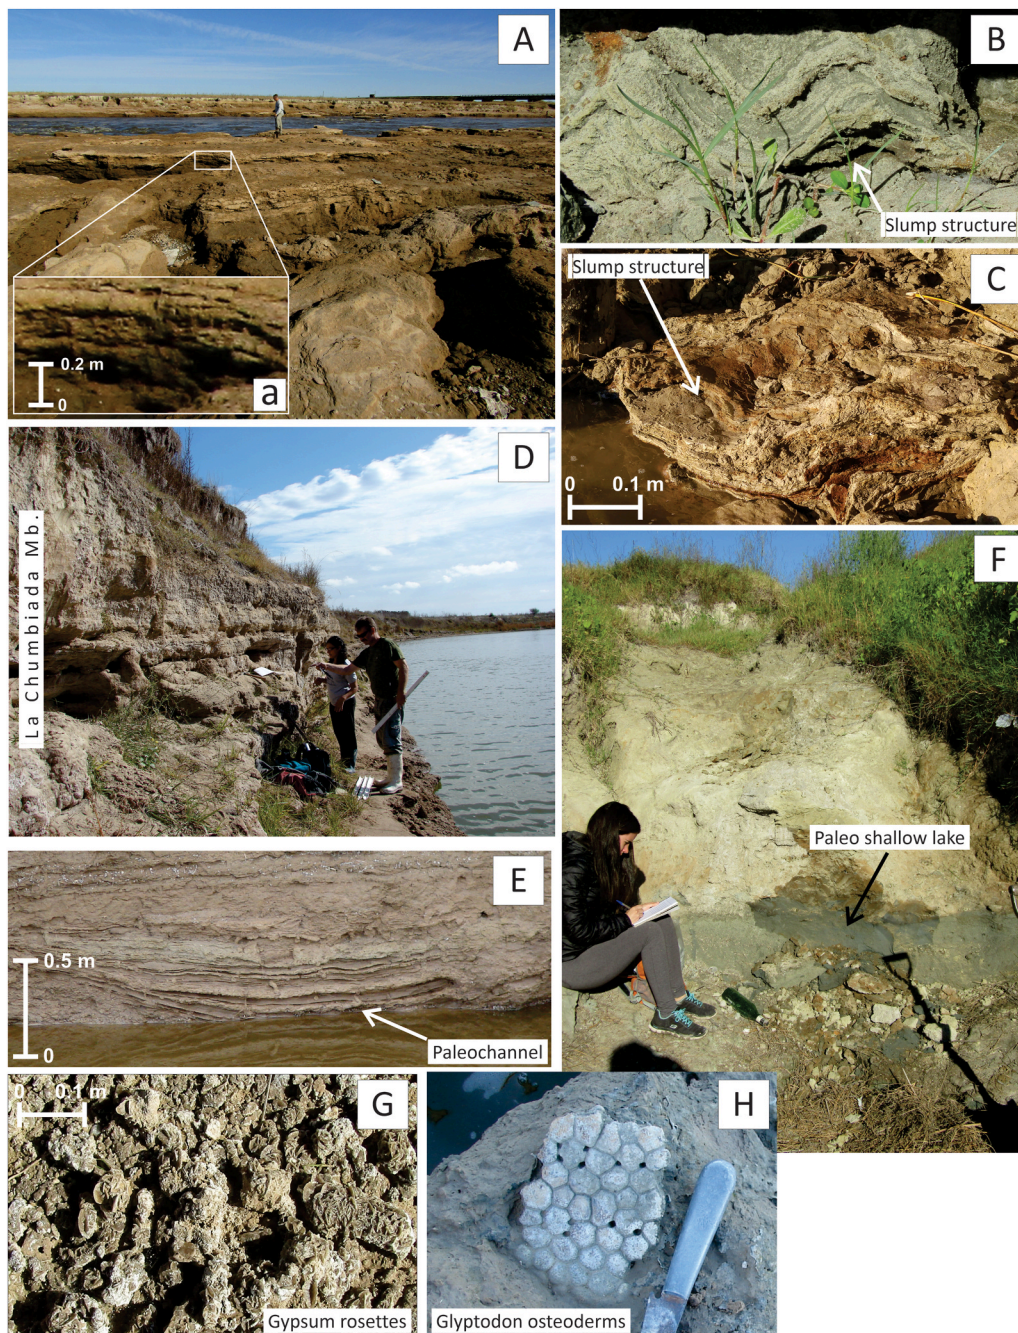 A
0.2 m
0
a
B
Slump structure
Slump structure
C
0
0.1 m
D
La Chumbiada Mb.
E
0.5 m
0
Paleochannel
F
Paleo shallow lake
0
0.1 m
G
Gypsum rosettes
H
Glyptodon osteoderms